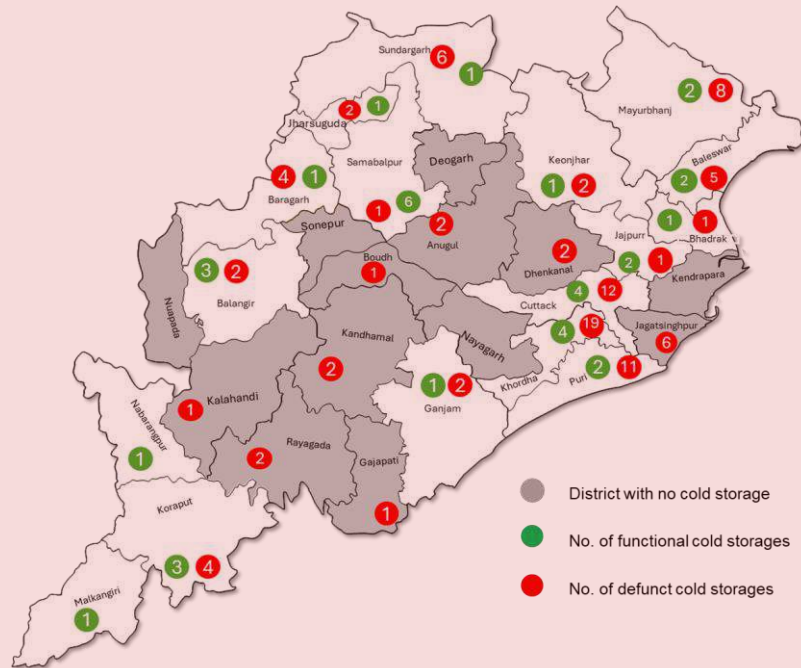 Sundargarh
6
1
2
8
Mayurbhanj
2
1
Jharsuguda
Samabalpur
Deogarh
Keonjhar
Baleswar
4
1
1
2
2
5
Baragarh
1
6
Sonepur
2
Anugul
1
1
Bhadrak
Jajpurr
2
Dhenkanal
2
1
Kendrapara
Boudh
1
3
2
Balangir
Nuapada
Cuttack
4
12
Jagatsinghpur
6
4
19
Kandhamal
2
Nayagarh
Khordha
Puri
2
11
1
2
Ganjam
Kalahandi
1
Nabarangpur
1
Rayagada
2
Gajapati
1
Koraput
3
4
Malkangiri
1
District with no cold storage
No. of functional cold storages
No. of defunct cold storages